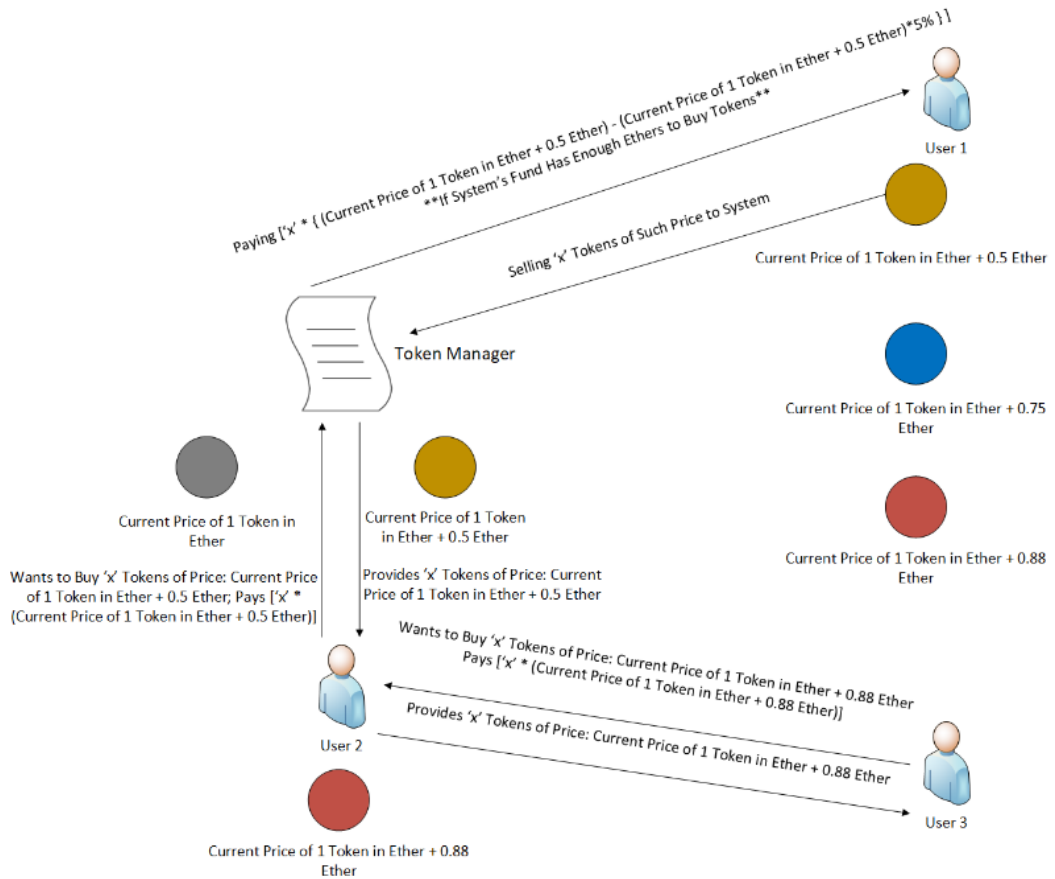 Paying ['x' * { (Current Price of 1 Token in Ether + 0.5 Ether) - (Current Price of 1 Token in Ether + 0.5 Ether)*5% } ]
**If System's Fund Has Enough Ethers to Buy Tokens**
User 1
Selling 'x' Tokens of Such Price to System
Current Price of 1 Token in Ether + 0.5 Ether
Token Manager
Current Price of 1 Token in Ether + 0.75
Ether
Current Price of 1 Token in
Ether
Current Price of 1 Token
in Ether + 0.5 Ether
Current Price of 1 Token in Ether + 0.88
Ether
Wants to Buy 'x' Tokens of Price: Current Price
of 1 Token in Ether + 0.5 Ether; Pays ['x' *
(Current Price of 1 Token in Ether + 0.5 Ether)]
Provides 'x' Tokens of Price: Current
Price of 1 Token in Ether + 0.5 Ether
Wants to Buy 'x' Tokens of Price: Current Price of 1 Token in Ether + 0.88 Ether
Pays ['x' * (Current Price of 1 Token in Ether + 0.88 Ether)]
Provides 'x' Tokens of Price: Current Price of 1 Token in Ether + 0.88 Ether
User 2
User 3
Current Price of 1 Token in Ether + 0.88
Ether